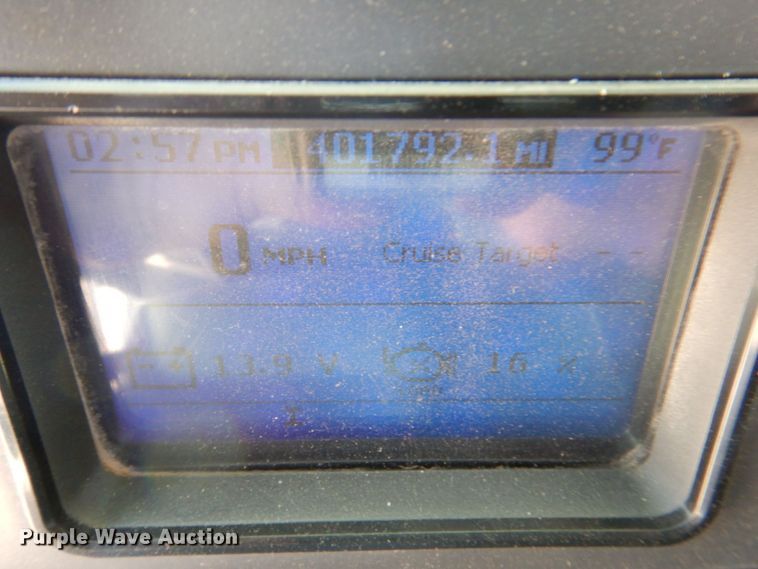 02:57 PM 401792.1 MI 99°F
0 MPH Cruise Target - -
- + 13.9 V 16 %
I
Purple Wave Auction